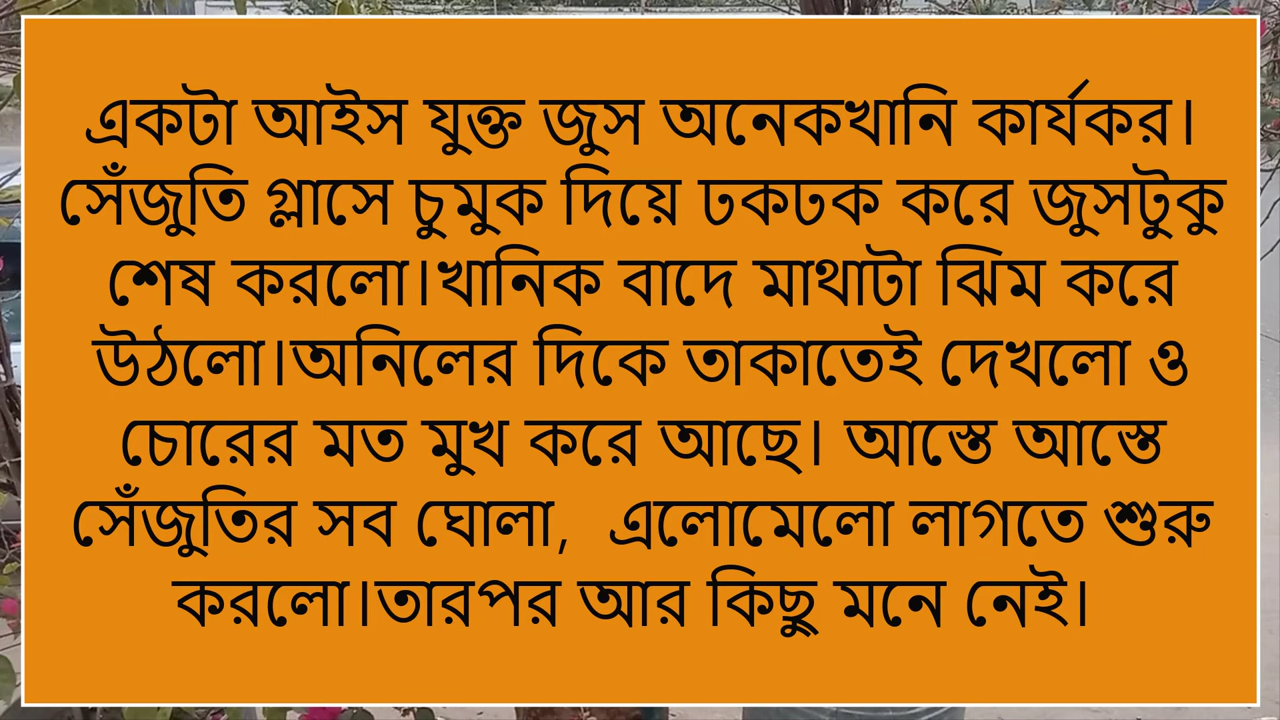 একটা আইস যুক্ত জুস অনেকখানি কার্যকর।
সেঁজুতি গ্লাসে চুমুক দিয়ে ঢকঢক করে জুসটুকু
শেষ করলো।খানিক বাদে মাথাটা ঝিম করে
উঠলো।অনিলের দিকে তাকাতেই দেখলো ও
চোরের মত মুখ করে আছে। আস্তে আস্তে
সেঁজুতির সব ঘোলা, এলোমেলো লাগতে শুরু
করলো।তারপর আর কিছু মনে নেই।